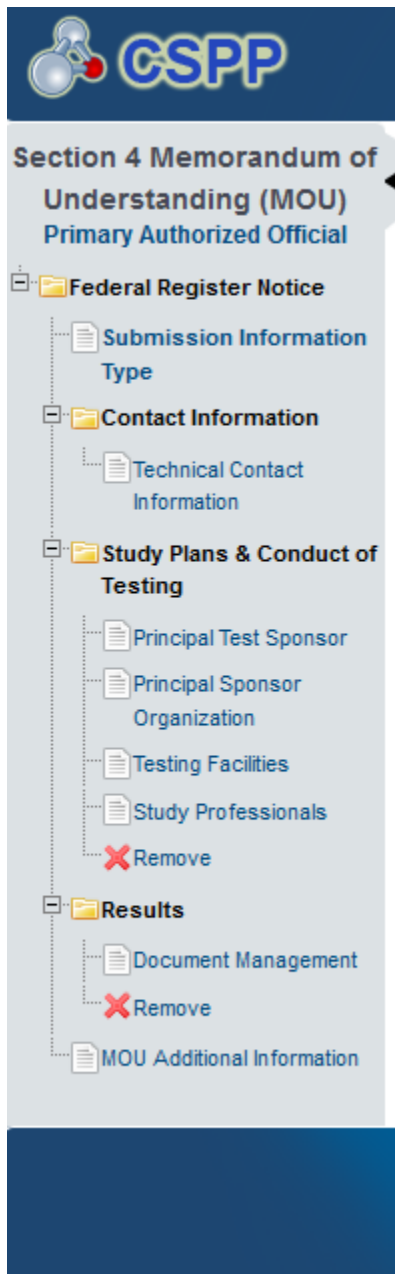 CSPP
Section 4 Memorandum of
Understanding (MOU)
Primary Authorized Official
Federal Register Notice
Submission Information
Type
Contact Information
Technical Contact
Information
Study Plans & Conduct of
Testing
Principal Test Sponsor
Principal Sponsor
Organization
Testing Facilities
Study Professionals
Remove
Results
Document Management
Remove
MOU Additional Information